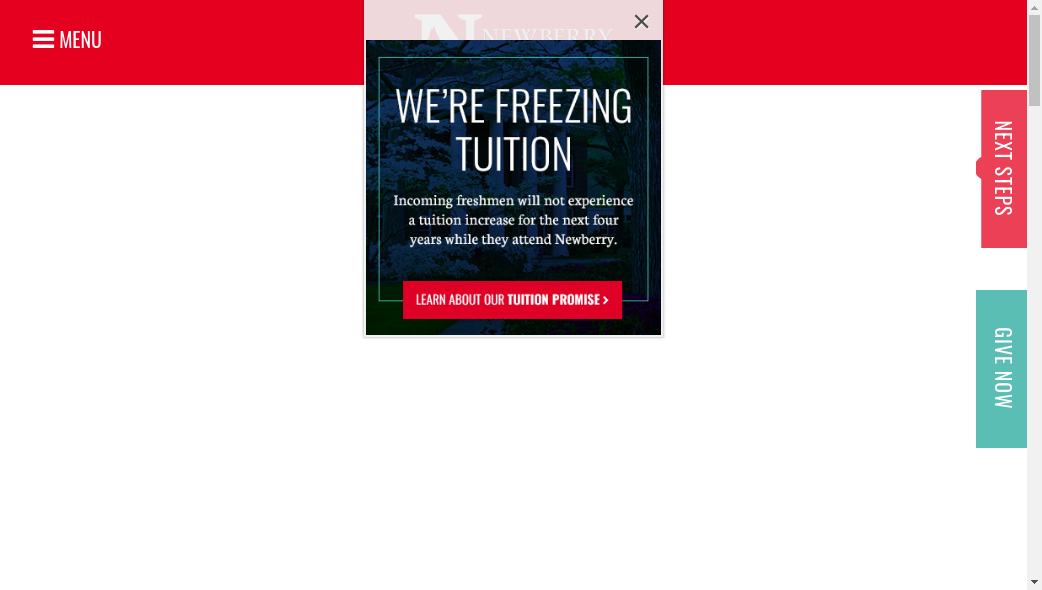 MENU
NEWBERRY
WE'RE FREEZING
TUITION
Incoming freshmen will not experience
a tuition increase for the next four
years while they attend Newberry.
LEARN ABOUT OUR TUITION PROMISE >
NEXT STEPS
GIVE NOW